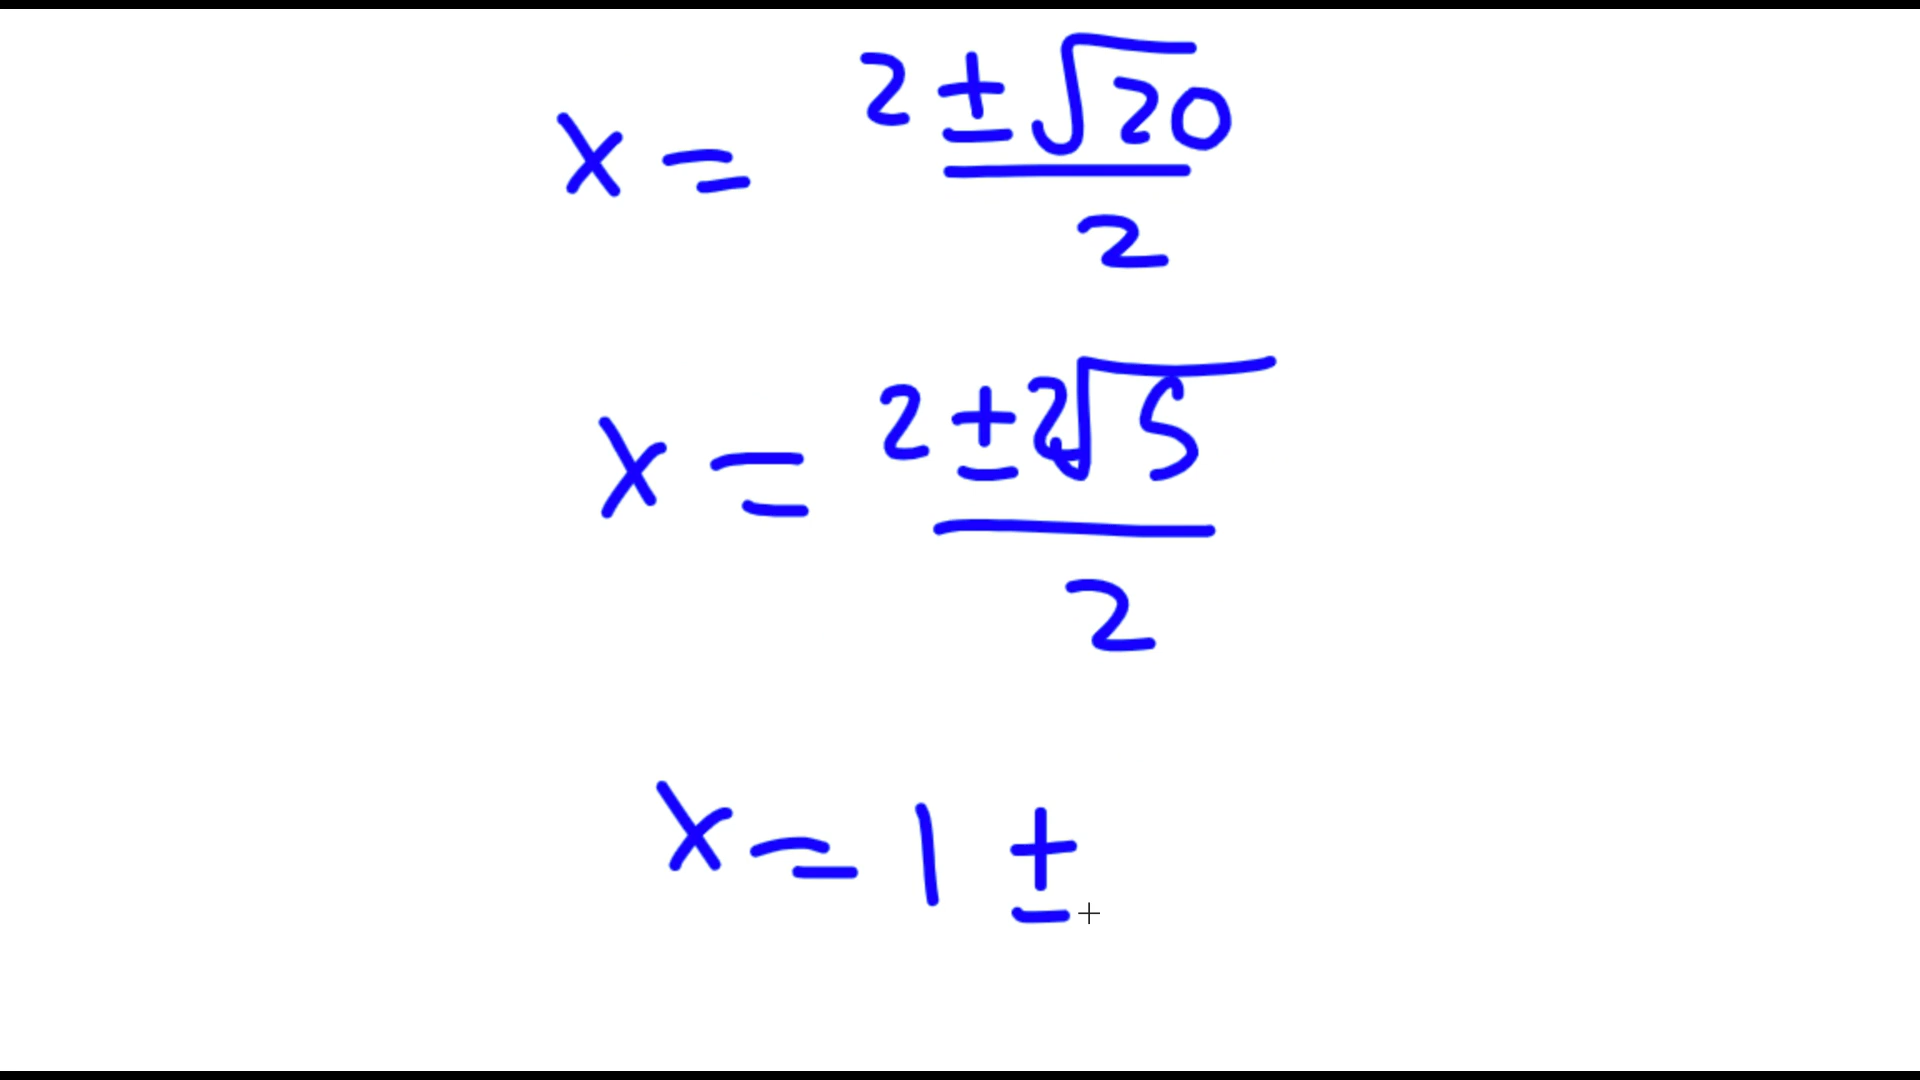 x = (2 ± √20) / 2
x = (2 ± 2√5) / 2
x = 1 ±